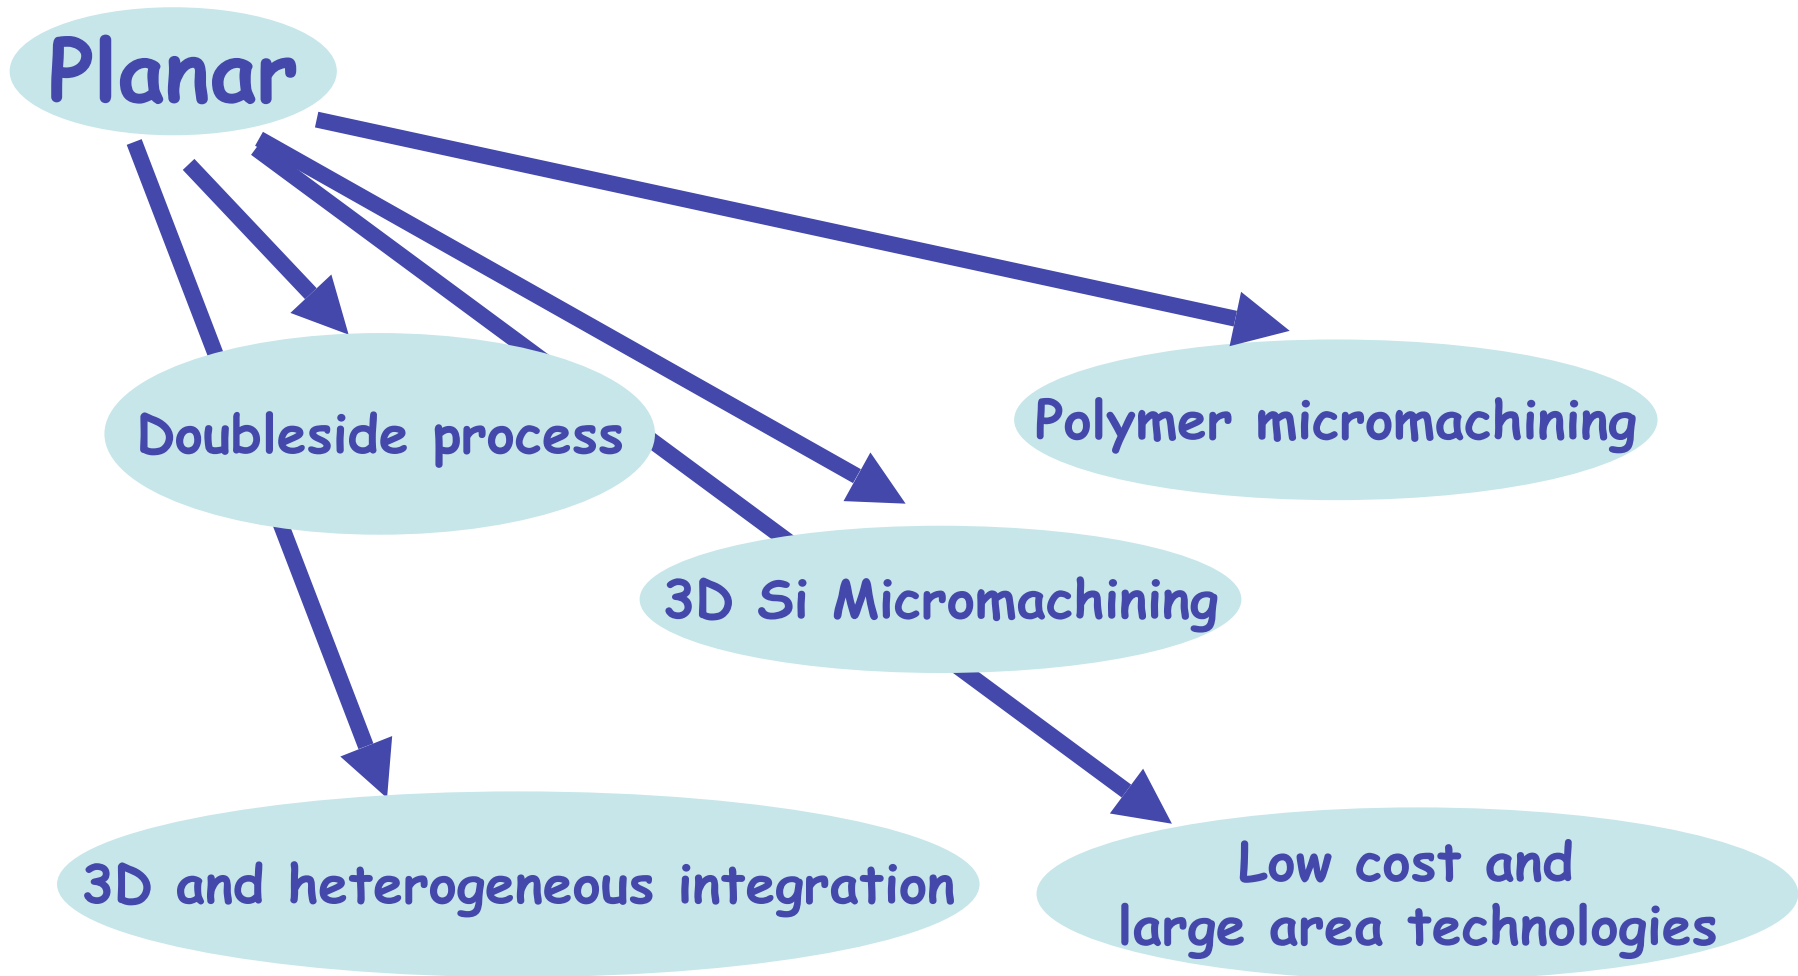 Planar
Doubleside process
Polymer micromachining
3D Si Micromachining
3D and heterogeneous integration
Low cost and
large area technologies